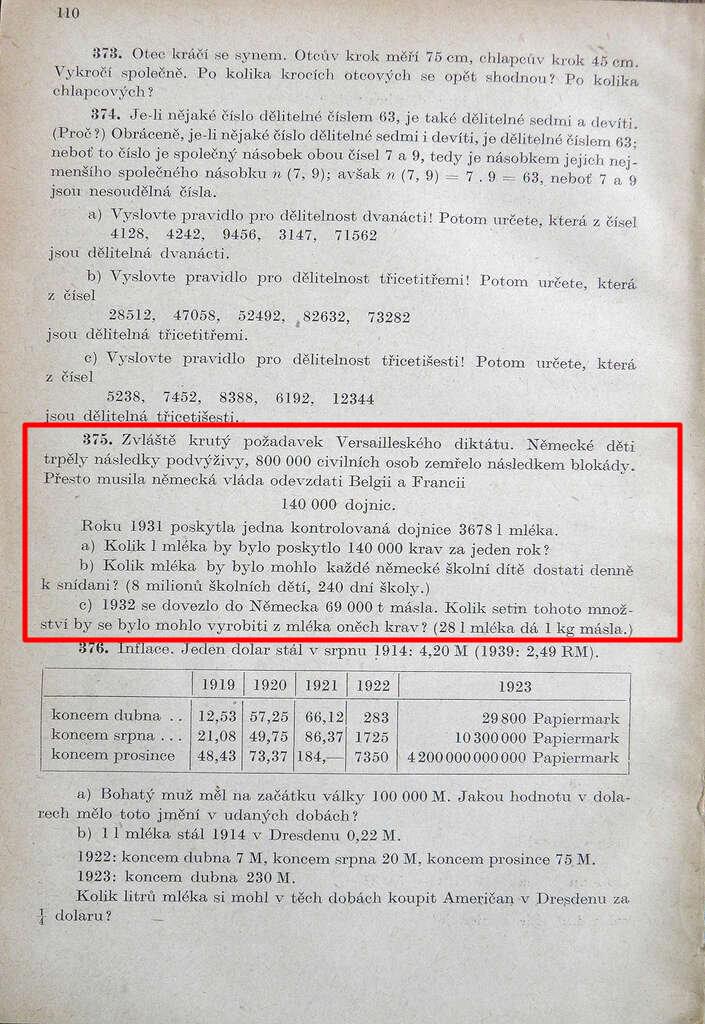 110
373. Otec kráčí se synem. Otcův krok měří 75 cm, chlapcův krok 45 cm.
Vykročí společně. Po kolika krocích otcových se opět shodnou? Po kolika
chlapcových?
374. Je-li nějaké číslo dělitelné číslem 63, je také dělitelné sedmi a devíti.
(Proč?) Obráceně, je-li nějaké číslo dělitelné sedmi i devíti, je dělitelné číslem 63;
neboť to číslo je společný násobek obou čísel 7 a 9, tedy je násobkem jejich nej-
menšího společného násobku n (7, 9); avšak n (7, 9) = 7 . 9 = 63, neboť 7 a 9
jsou nesoudělná čísla.
a) Vyslovte pravidlo pro dělitelnost dvanácti! Potom určete, která z čísel
4128, 4242, 9456, 3147, 71562
jsou dělitelná dvanácti.
b) Vyslovte pravidlo pro dělitelnost třicetitřemi! Potom určete, která
z čísel
28512, 47058, 52492, 82632, 73282
jsou dělitelná třicetitřemi.
c) Vyslovte pravidlo pro dělitelnost třicetišesti! Potom určete, která
z čísel
5238, 7452, 8388, 6192, 12344
jsou dělitelná třicetišesti.
375. Zvláště krutý požadavek Versailleského diktátu. Německé děti
trpěly následky podvýživy, 800 000 civilních osob zemřelo následkem blokády.
Přesto musila německá vláda odevzdati Belgii a Francii
140 000 dojnic.
Roku 1931 poskytla jedna kontrolovaná dojnice 3678 l mléka.
a) Kolik l mléka by bylo poskytlo 140 000 krav za jeden rok?
b) Kolik mléka by bylo mohlo každé německé školní dítě dostati denně
k snídani? (8 milionů školních dětí, 240 dní školy.)
c) 1932 se dovezlo do Německa 69 000 t másla. Kolik setin tohoto množ-
ství by se bylo mohlo vyrobiti z mléka oněch krav? (28 l mléka dá 1 kg másla.)
376. Inflace. Jeden dolar stál v srpnu 1914: 4,20 M (1939: 2,49 RM).
1919 1920 1921 1922 1923
koncem dubna . . 12,53 57,25 66,12 283 29 800 Papiermark
koncem srpna . . . 21,08 49,75 86,37 1725 10 300 000 Papiermark
koncem prosince 48,43 73,37 184,— 7350 4 200 000 000 000 Papiermark
a) Bohatý muž měl na začátku války 100 000 M. Jakou hodnotu v dola-
rech mělo toto jmění v udaných dobách?
b) 1 l mléka stál 1914 v Dresdenu 0,22 M.
1922: koncem dubna 7 M, koncem srpna 20 M, koncem prosince 75 M.
1923: koncem dubna 230 M.
Kolik litrů mléka si mohl v těch dobách koupit Američan v Dresdenu za
¼ dolaru?